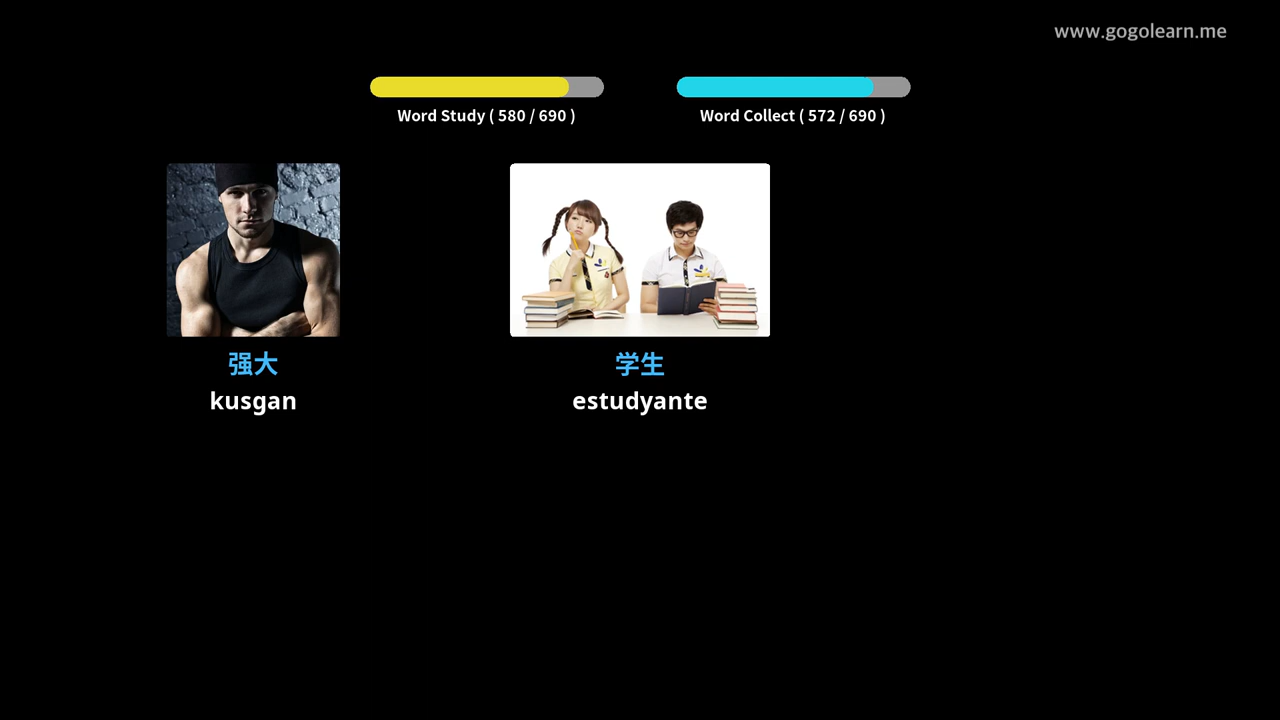 www.gogolearn.me
Word Study ( 580 / 690 )
Word Collect ( 572 / 690 )
强大
kusgan
学生
estudyante